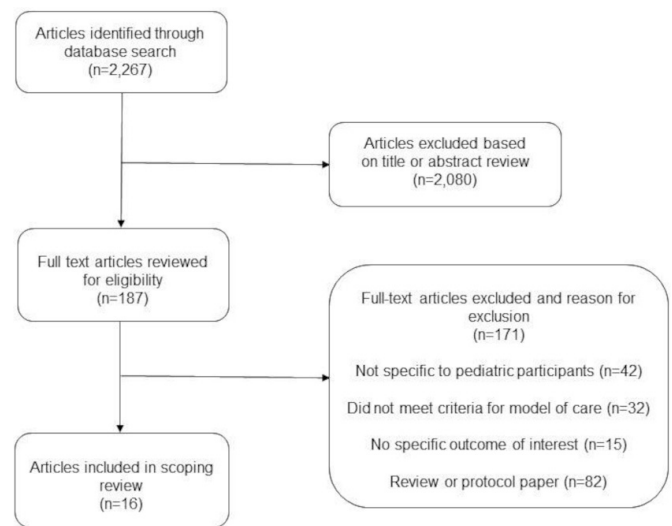 Articles identified through
database search
(n=2,267)
Articles excluded based
on title or abstract review
(n=2,080)
Full text articles reviewed
for eligibility
(n=187)
Full-text articles excluded and reason for
exclusion
(n=171)
Not specific to pediatric participants (n=42)
Did not meet criteria for model of care (n=32)
No specific outcome of interest (n=15)
Review or protocol paper (n=82)
Articles included in scoping
review
(n=16)